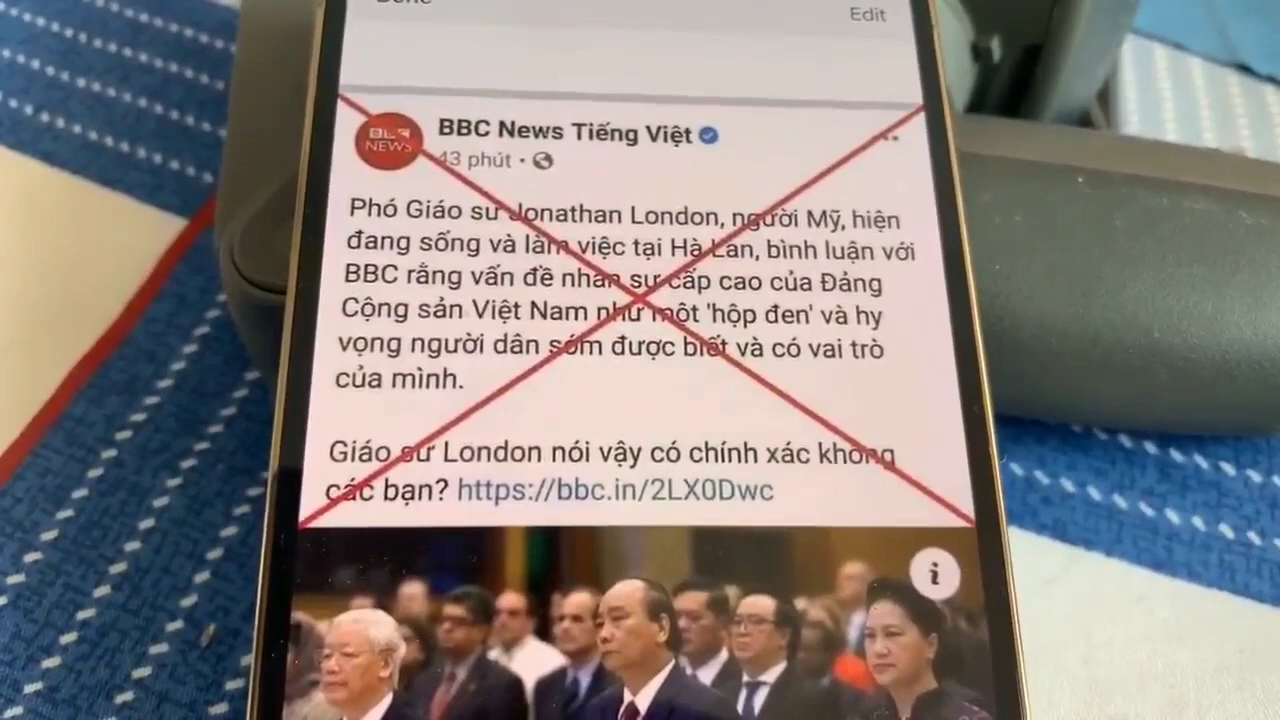 Done
Edit
BBC
NEWS
BBC News Tiếng Việt
43 phút
Phó Giáo sư Jonathan London, người Mỹ, hiện
đang sống và làm việc tại Hà Lan, bình luận với
BBC rằng vấn đề nhân sự cấp cao của Đảng
Cộng sản Việt Nam như một 'hộp đen' và hy
vọng người dân sớm được biết và có vai trò
của mình.
Giáo sư London nói vậy có chính xác không
các bạn? https://bbc.in/2LX0Dwc
i